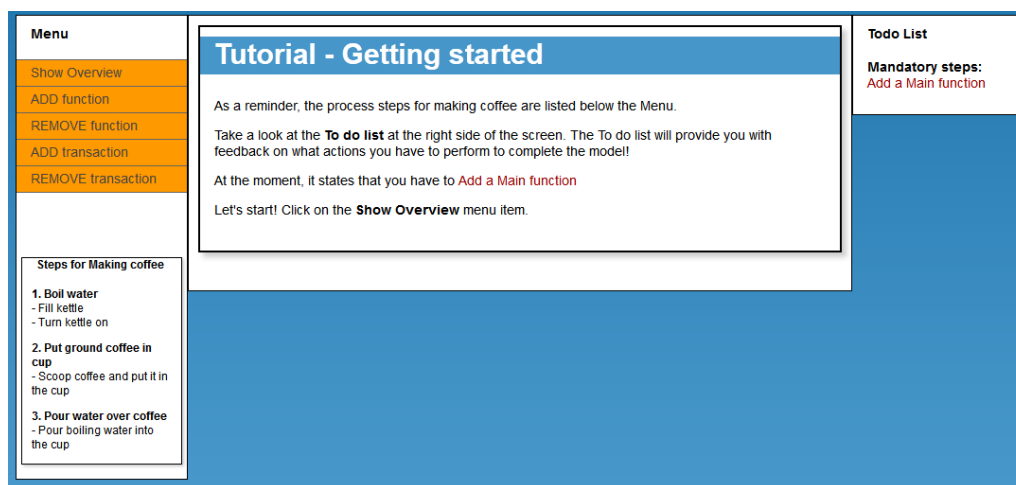 Menu
Show Overview
ADD function
REMOVE function
ADD transaction
REMOVE transaction
Steps for Making coffee
1. Boil water
- Fill kettle
- Turn kettle on
2. Put ground coffee in
cup
- Scoop coffee and put it in
the cup
3. Pour water over coffee
- Pour boiling water into
the cup
Tutorial - Getting started
As a reminder, the process steps for making coffee are listed below the Menu.
Take a look at the To do list at the right side of the screen. The To do list will provide you with
feedback on what actions you have to perform to complete the model!
At the moment, it states that you have to Add a Main function
Let's start! Click on the Show Overview menu item.
Todo List
Mandatory steps:
Add a Main function